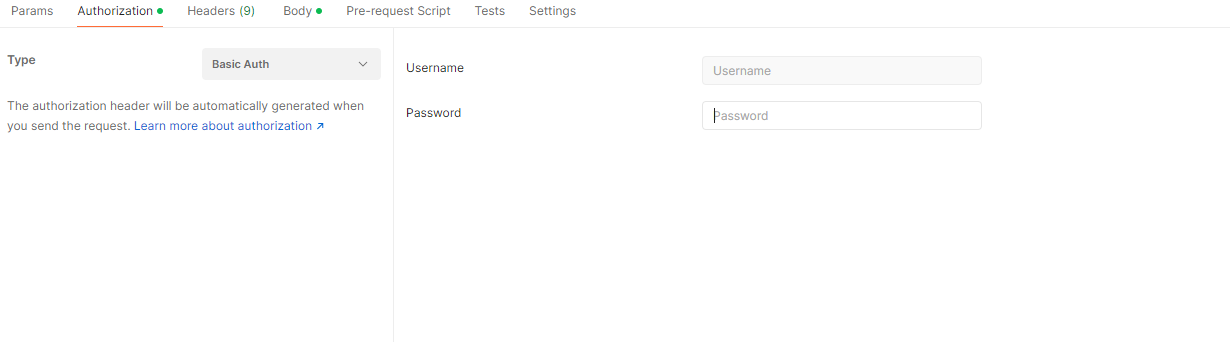 Params Authorization Headers (9) Body Pre-request Script Tests Settings
Type Basic Auth
The authorization header will be automatically generated when
you send the request. Learn more about authorization ↗
Username Username
Password Password